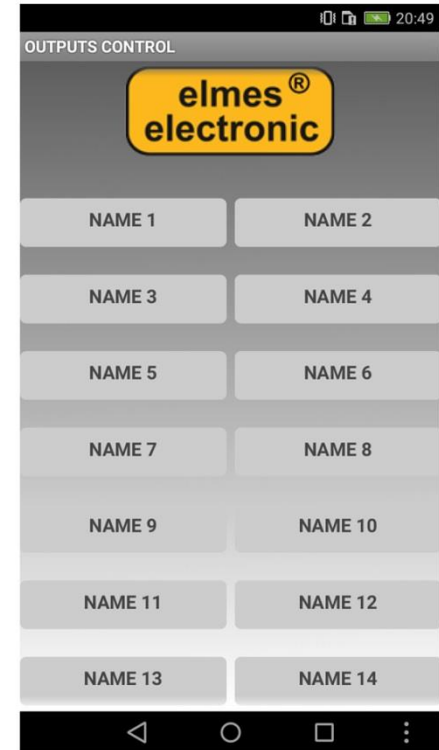 20:49
OUTPUTS CONTROL
elmes ®
electronic
NAME 1 NAME 2
NAME 3 NAME 4
NAME 5 NAME 6
NAME 7 NAME 8
NAME 9 NAME 10
NAME 11 NAME 12
NAME 13 NAME 14